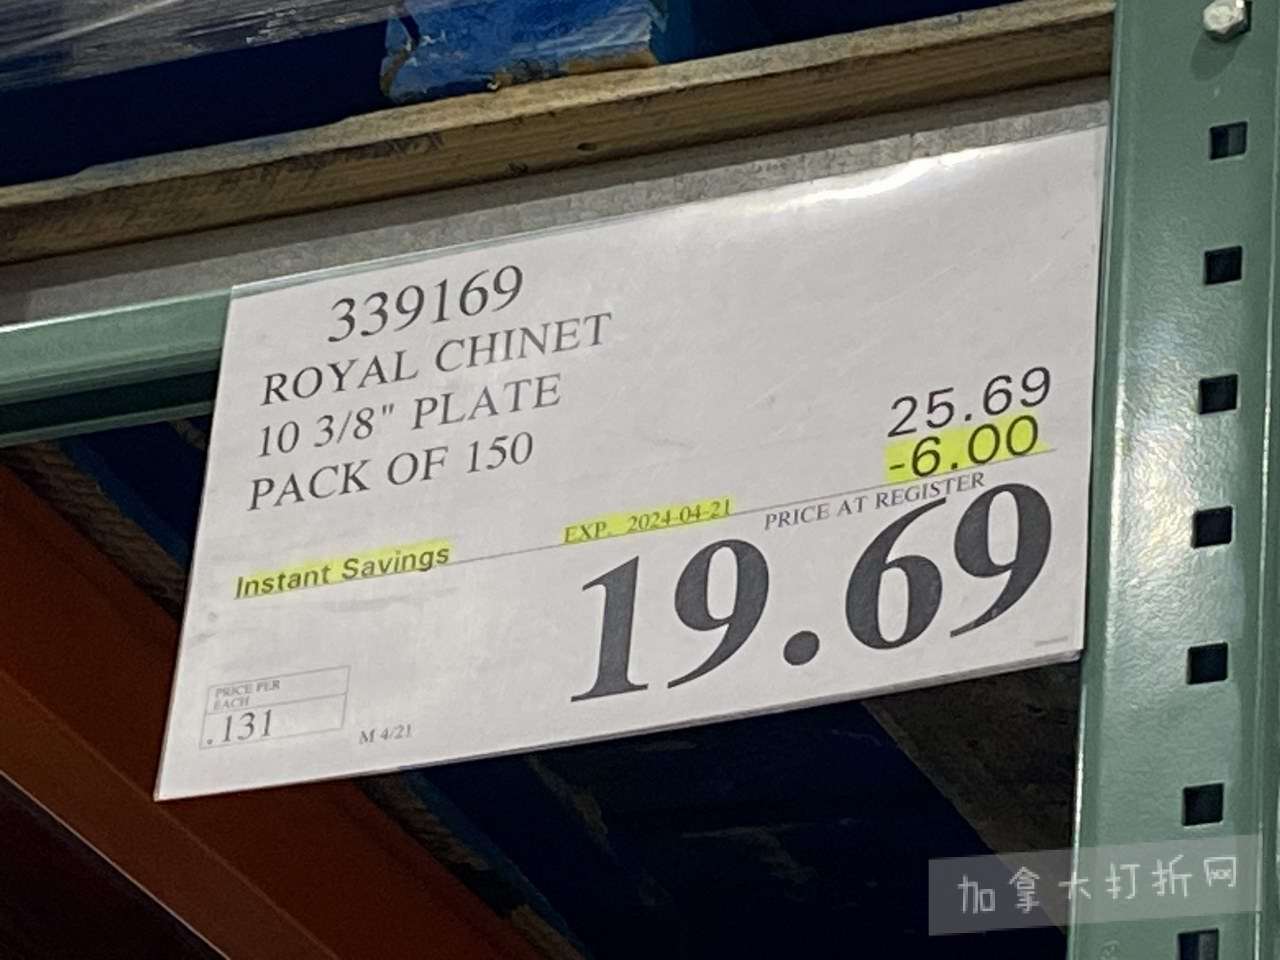 339169
ROYAL CHINET
10 3/8" PLATE
PACK OF 150
25.69
-6.00
Instant Savings
EXP. 2024-04-21
PRICE AT REGISTER
19.69
PRICE PER
EACH
.131
M 4/21
加拿大打折网